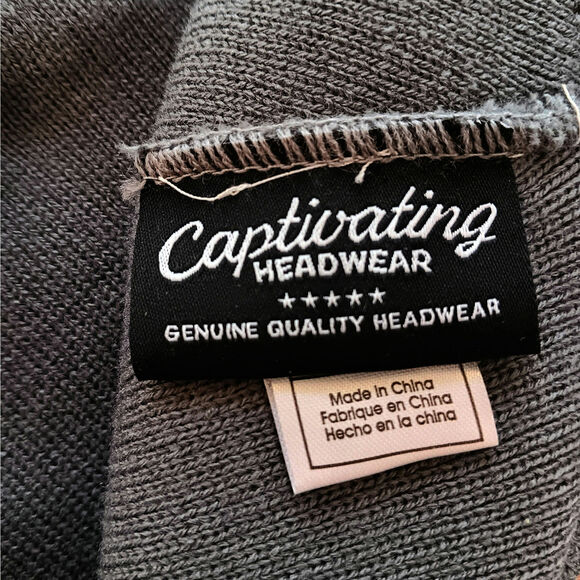 Captivating
HEADWEAR
★★★★★
GENUINE QUALITY HEADWEAR
Made in China
Fabrique en China
Hecho en la china